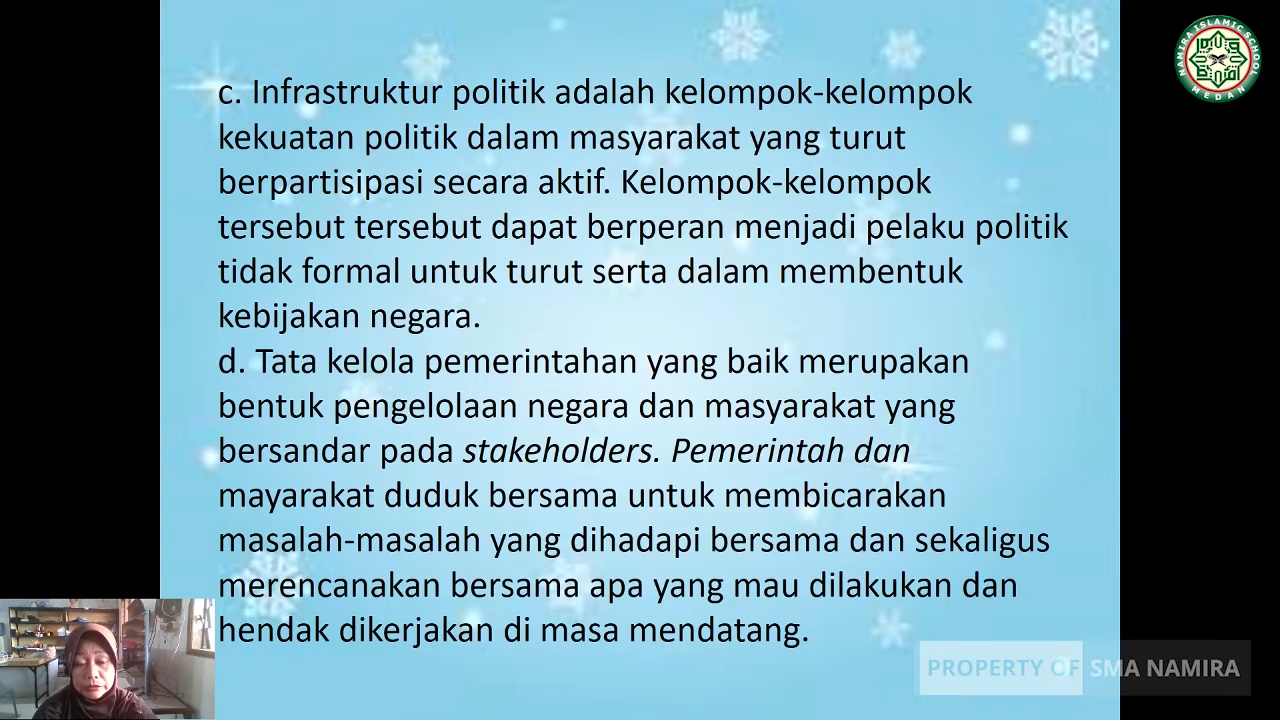 c. Infrastruktur politik adalah kelompok-kelompok
kekuatan politik dalam masyarakat yang turut
berpartisipasi secara aktif. Kelompok-kelompok
tersebut tersebut dapat berperan menjadi pelaku politik
tidak formal untuk turut serta dalam membentuk
kebijakan negara.
d. Tata kelola pemerintahan yang baik merupakan
bentuk pengelolaan negara dan masyarakat yang
bersandar pada stakeholders. Pemerintah dan
mayarakat duduk bersama untuk membicarakan
masalah-masalah yang dihadapi bersama dan sekaligus
merencanakan bersama apa yang mau dilakukan dan
hendak dikerjakan di masa mendatang.
NAMIRA ISLAMIC SCHOOL
MEDAN
PROPERTY OF SMA NAMIRA